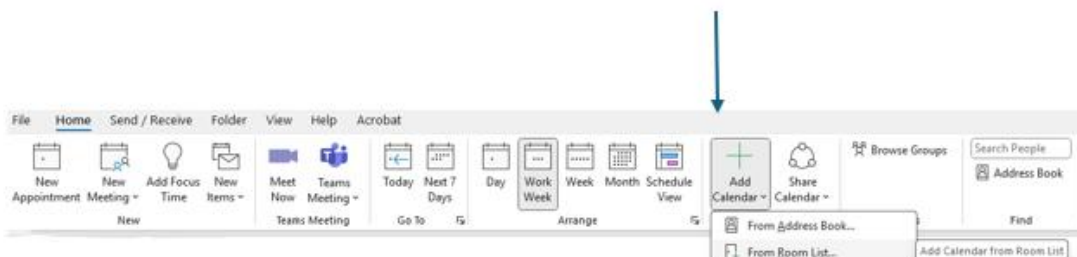 File Home Send / Receive Folder View Help Acrobat
New Appointment
New Meeting
Add Focus Time
New Items
Meet Now
Teams Meeting
Today
Next 7 Days
Day
Work Week
Week
Month
Schedule View
Add Calendar
Share Calendar
Browse Groups
Search People
Address Book
New
Teams Meeting
Go To
Arrange
s
Find
From Address Book...
From Room List...
Add Calendar from Room List